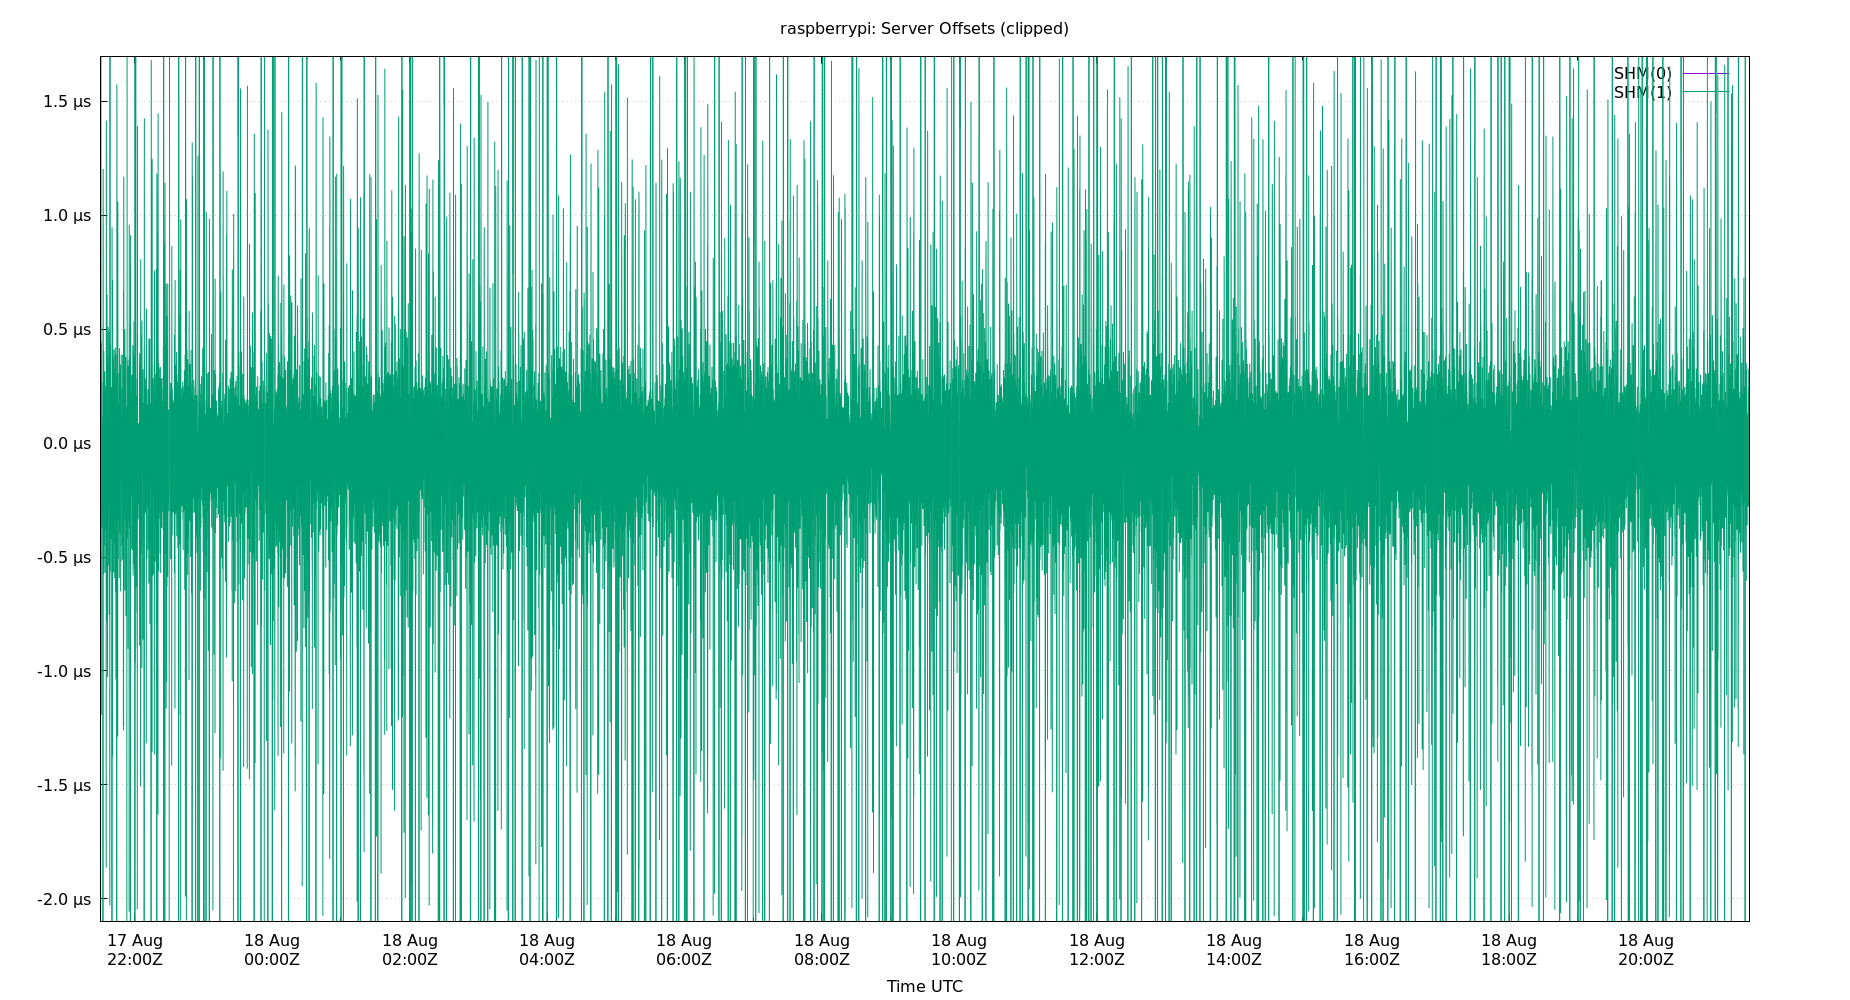 raspberrypi: Server Offsets (clipped)
SHM(0)
SHM(1)
1.5 µs
1.0 µs
0.5 µs
0.0 µs
-0.5 µs
-1.0 µs
-1.5 µs
-2.0 µs
17 Aug 18 Aug 18 Aug 18 Aug 18 Aug 18 Aug 18 Aug 18 Aug 18 Aug 18 Aug 18 Aug 18 Aug
22:00Z 00:00Z 02:00Z 04:00Z 06:00Z 08:00Z 10:00Z 12:00Z 14:00Z 16:00Z 18:00Z 20:00Z
Time UTC